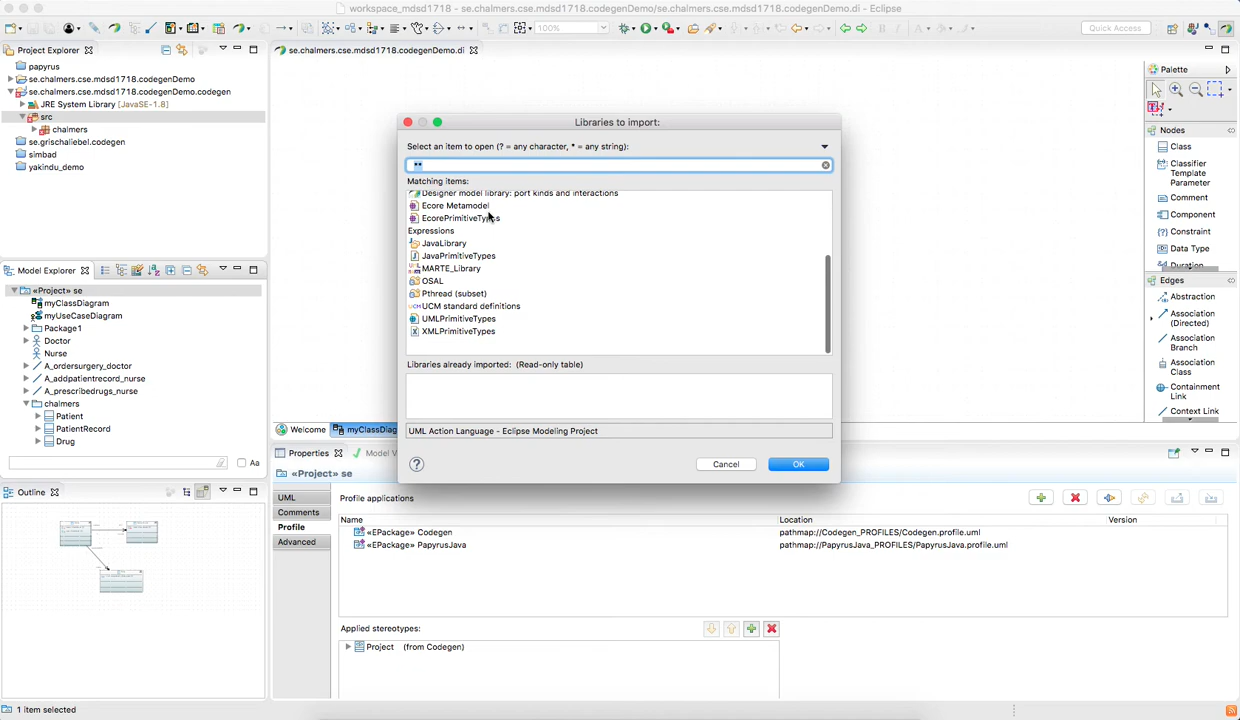 workspace_mdsd1718 - se.chalmers.cse.mdsd1718.codegenDemo/se.chalmers.cse.mdsd1718.codegenDemo.di - Eclipse
100%
Quick Access
Project Explorer
papyrus
se.chalmers.cse.mdsd1718.codegenDemo
se.chalmers.cse.mdsd1718.codegenDemo.codegen
JRE System Library [JavaSE-1.8]
src
chalmers
se.grischaliebel.codegen
simbad
yakindu_demo
Model Explorer
«Project» se
myClassDiagram
myUseCaseDiagram
Package1
Doctor
Nurse
A_ordersurgery_doctor
A_addpatientrecord_nurse
A_prescribedrugs_nurse
chalmers
Patient
PatientRecord
Drug
Aa
Outline
1 item selected
se.chalmers.cse.mdsd1718.codegenDemo.di
Libraries to import:
Select an item to open (? = any character, * = any string):
**
Matching items:
Designer model library: port kinds and interactions
Ecore Metamodel
EcorePrimitiveTypes
Expressions
JavaLibrary
JavaPrimitiveTypes
MARTE_Library
OSAL
Pthread (subset)
UCM standard definitions
UMLPrimitiveTypes
XMLPrimitiveTypes
Libraries already imported: (Read-only table)
UML Action Language - Eclipse Modeling Project
Cancel
OK
Palette
Nodes
Class
Classifier
Template
Parameter
Comment
Component
Constraint
Data Type
Duration
Edges
Abstraction
Association
(Directed)
Association
Branch
Association
Class
Containment
Link
Context Link
Welcome
myClassDiag
Properties
Model V
«Project» se
UML
Comments
Profile
Advanced
Profile applications
Name
Location
Version
«EPackage» Codegen
pathmap://Codegen_PROFILES/Codegen.profile.uml
«EPackage» PapyrusJava
pathmap://PapyrusJava_PROFILES/PapyrusJava.profile.uml
Applied stereotypes:
Project (from Codegen)